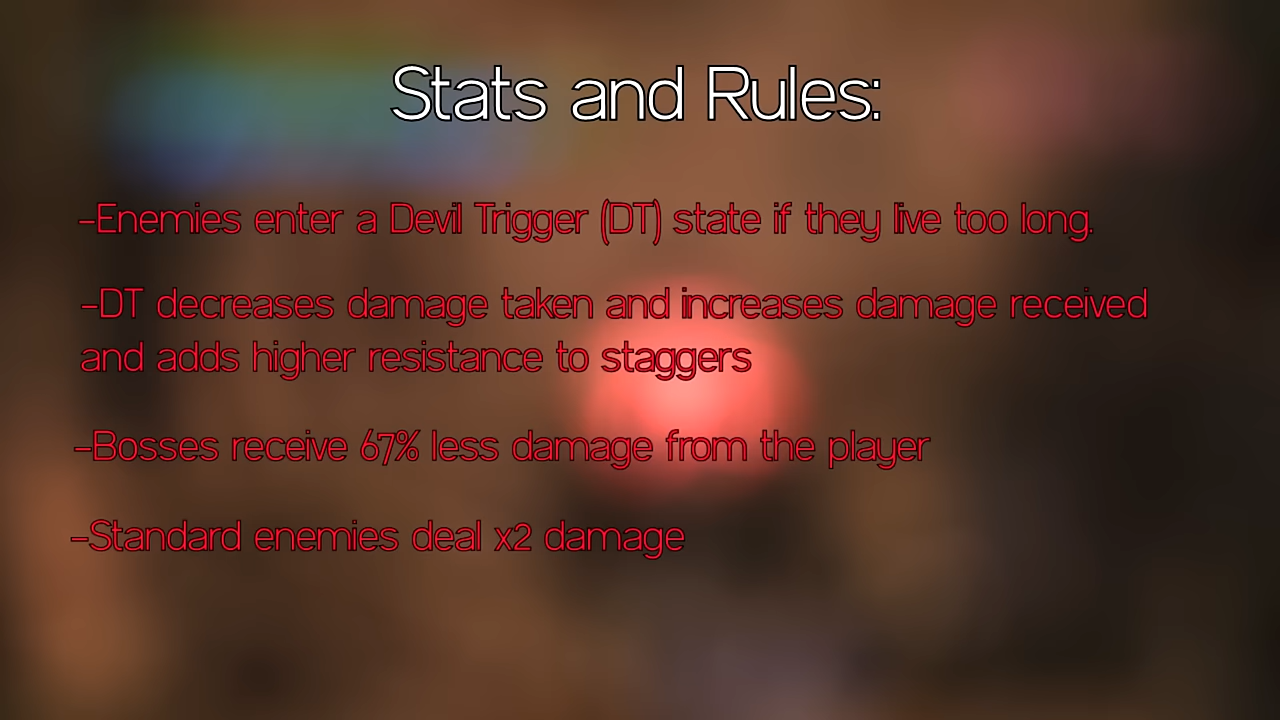 Stats and Rules:
-Enemies enter a Devil Trigger (DT) state if they live too long.
-DT decreases damage taken and increases damage received
and adds higher resistance to staggers
-Bosses receive 67% less damage from the player
-Standard enemies deal x2 damage